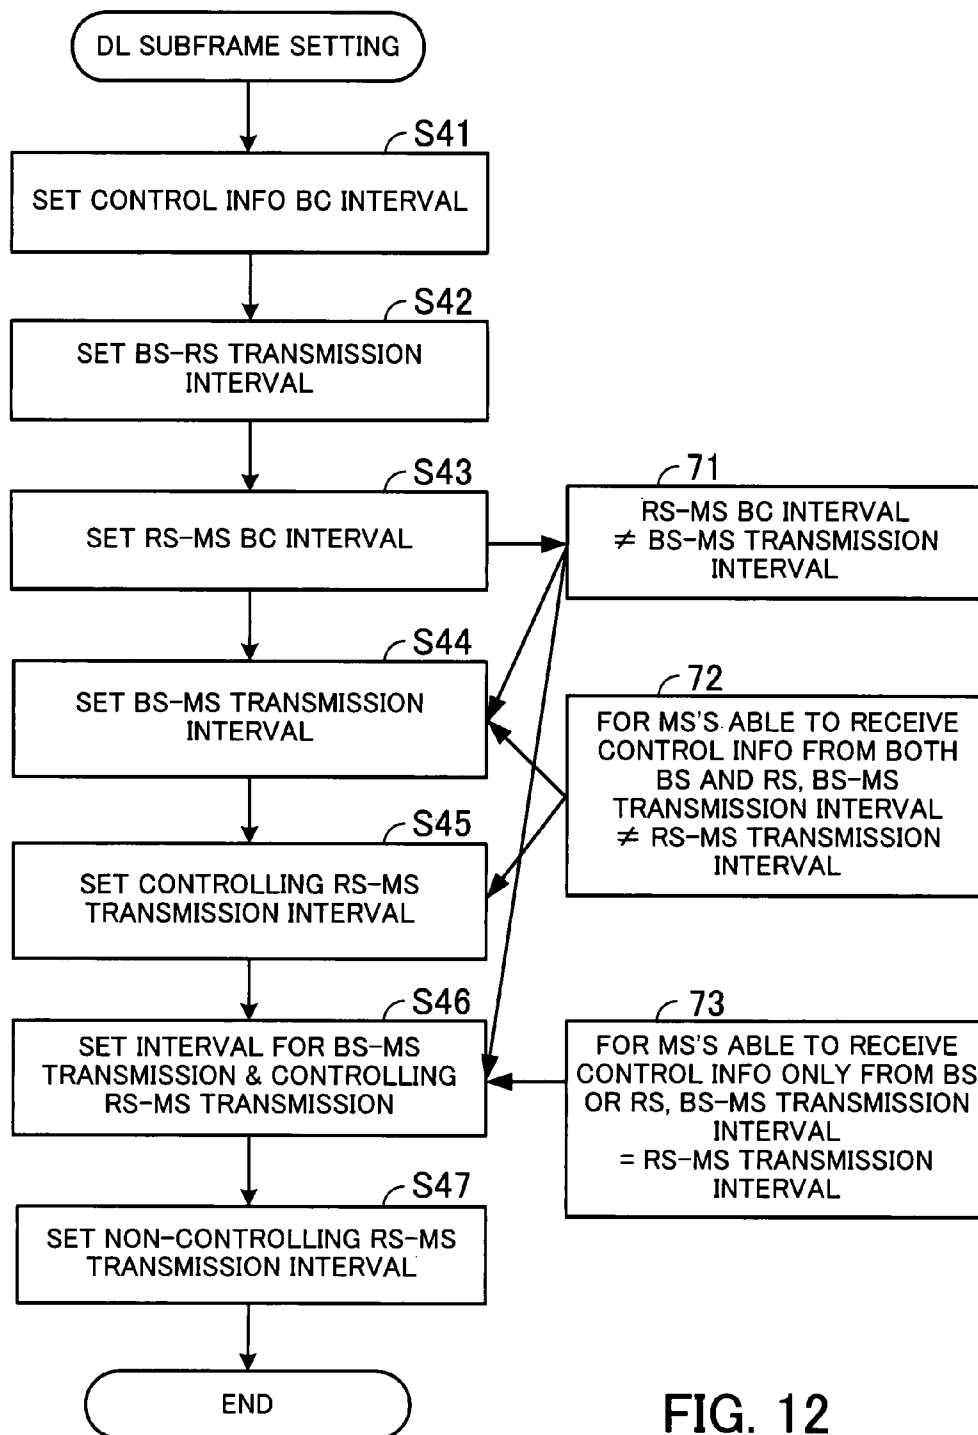 DL SUBFRAME SETTING
S41
SET CONTROL INFO BC INTERVAL
S42
SET BS-RS TRANSMISSION
INTERVAL
S43
SET RS-MS BC INTERVAL
71
RS-MS BC INTERVAL
≠ BS-MS TRANSMISSION
INTERVAL
S44
SET BS-MS TRANSMISSION
INTERVAL
72
FOR MS'S ABLE TO RECEIVE
CONTROL INFO FROM BOTH
BS AND RS, BS-MS
TRANSMISSION INTERVAL
≠ RS-MS TRANSMISSION
INTERVAL
S45
SET CONTROLLING RS-MS
TRANSMISSION INTERVAL
S46
SET INTERVAL FOR BS-MS
TRANSMISSION & CONTROLLING
RS-MS TRANSMISSION
73
FOR MS'S ABLE TO RECEIVE
CONTROL INFO ONLY FROM BS
OR RS, BS-MS TRANSMISSION
INTERVAL
= RS-MS TRANSMISSION
INTERVAL
S47
SET NON-CONTROLLING RS-MS
TRANSMISSION INTERVAL
END
FIG. 12